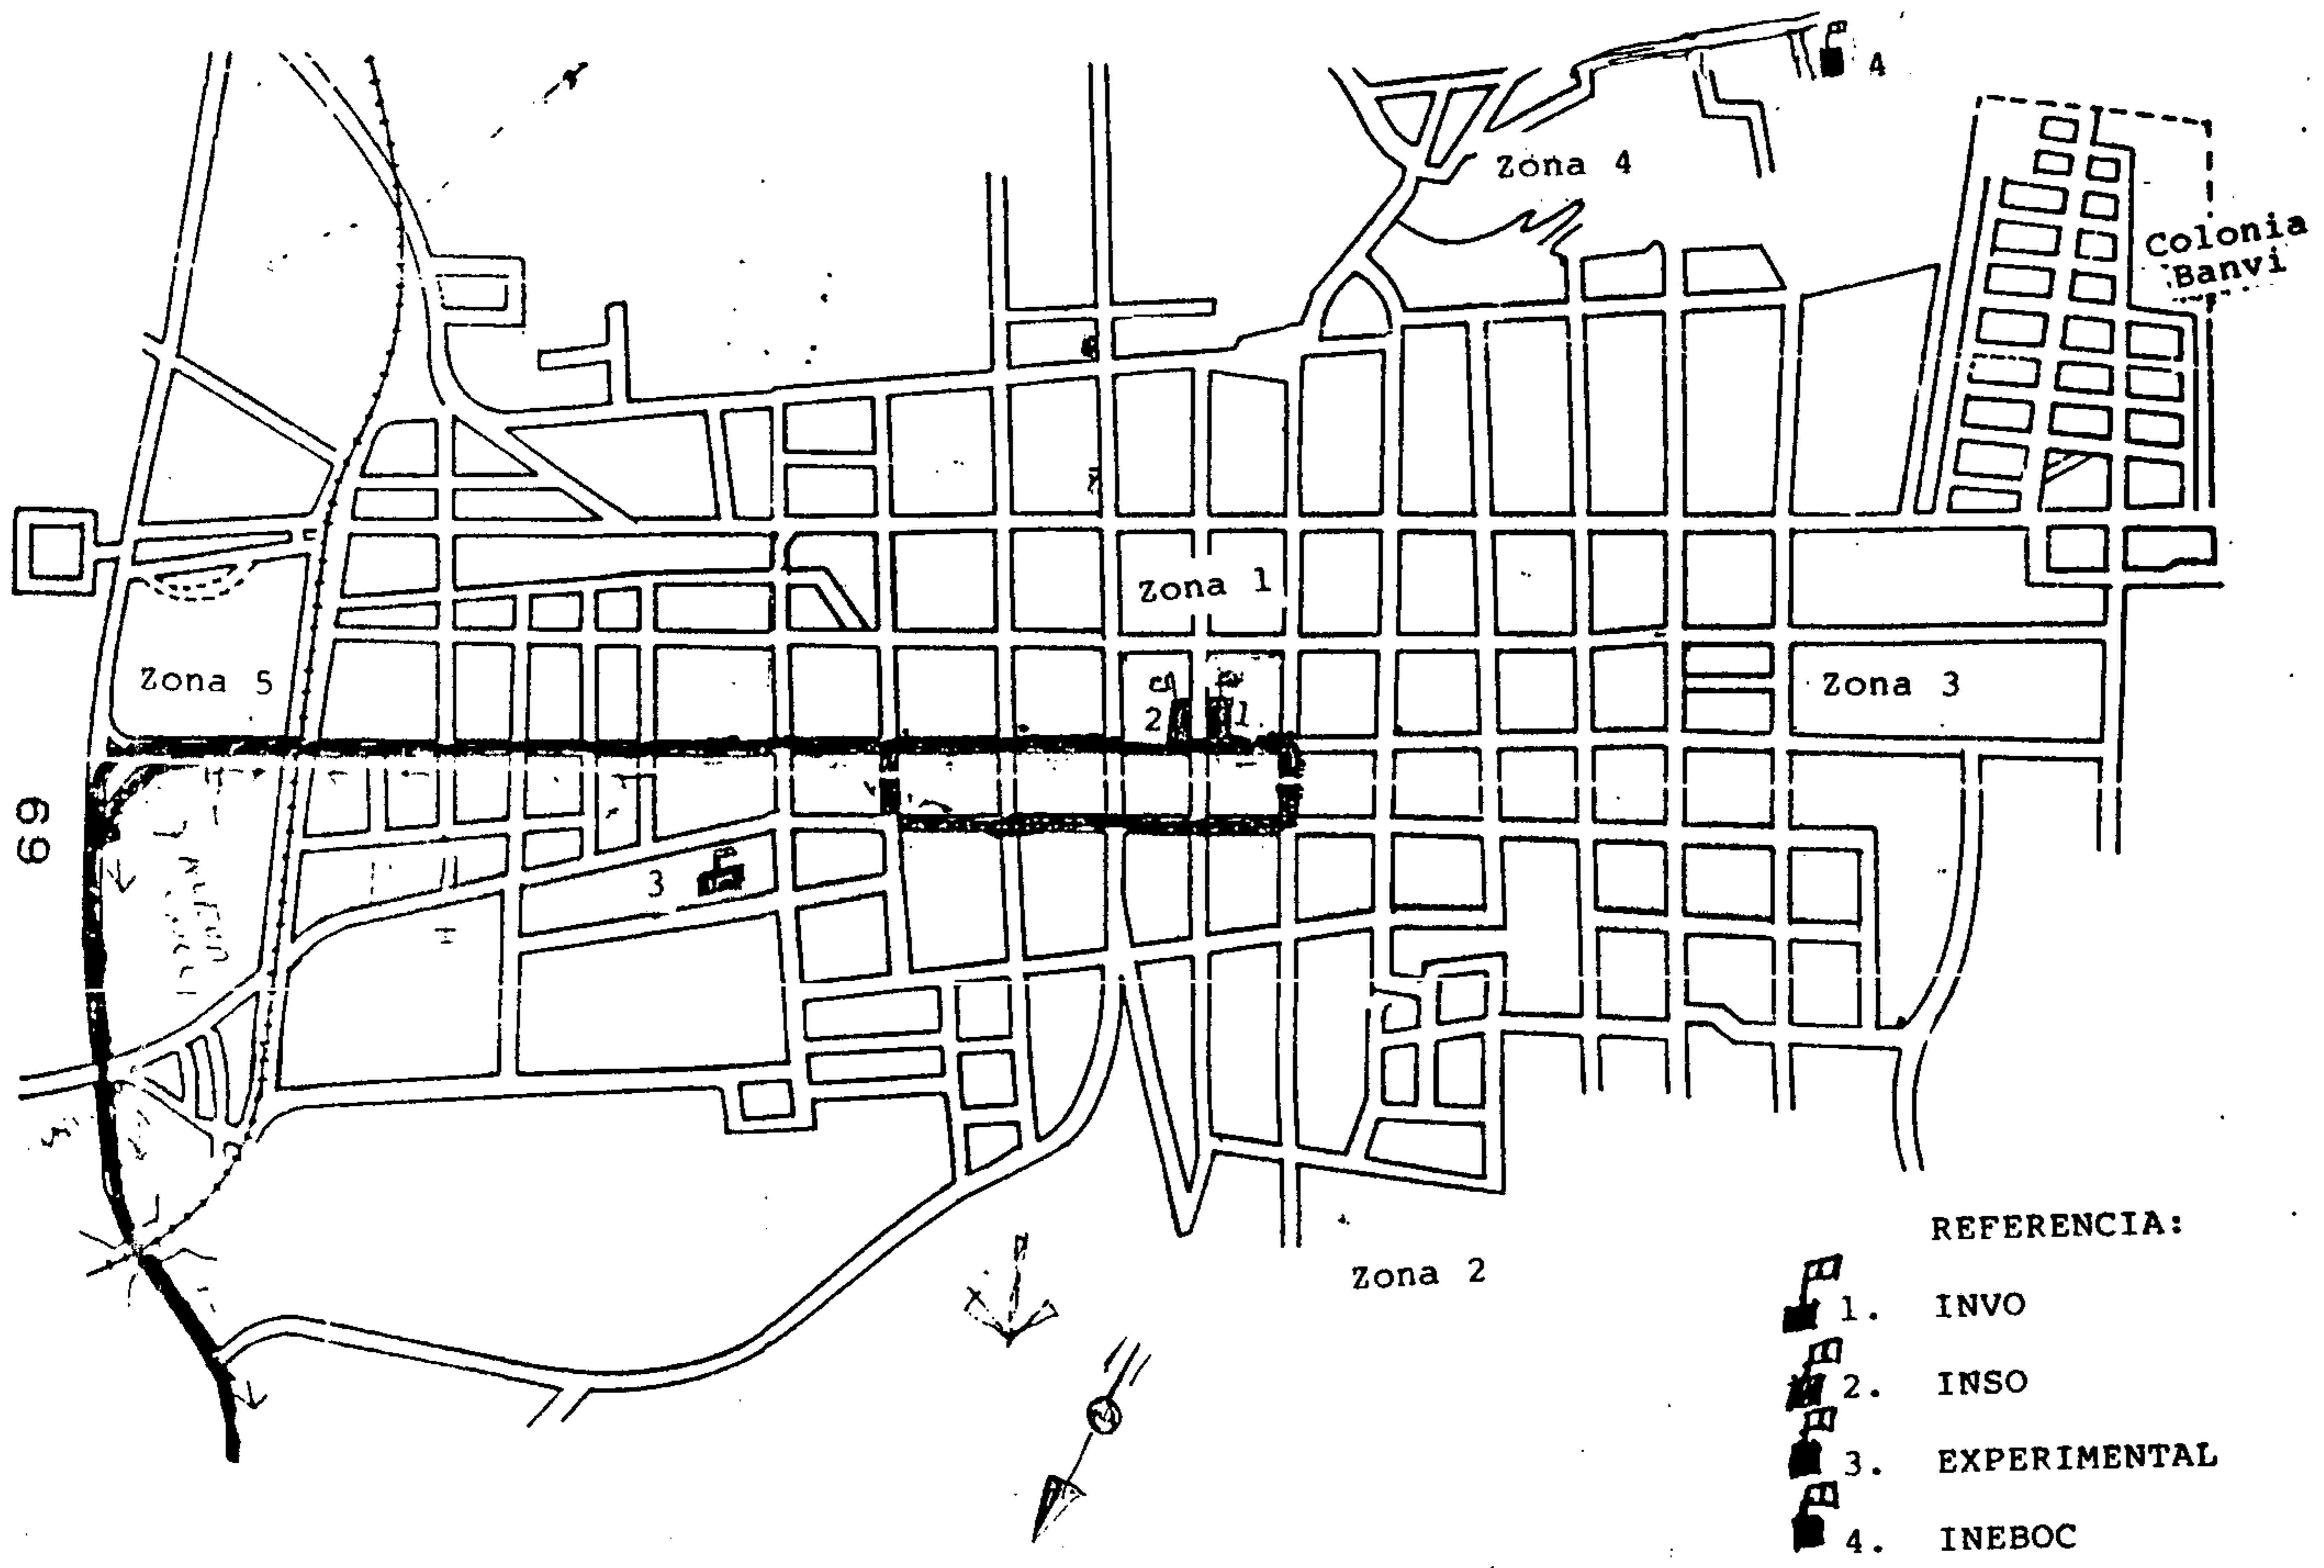 4
Zona 4
Colonia
Banvi
Zona 1
Zona 5
Zona 3
2
1.
69
3
Zona 2
REFERENCIA:
1. INVO
2. INSO
3. EXPERIMENTAL
4. INEBOC